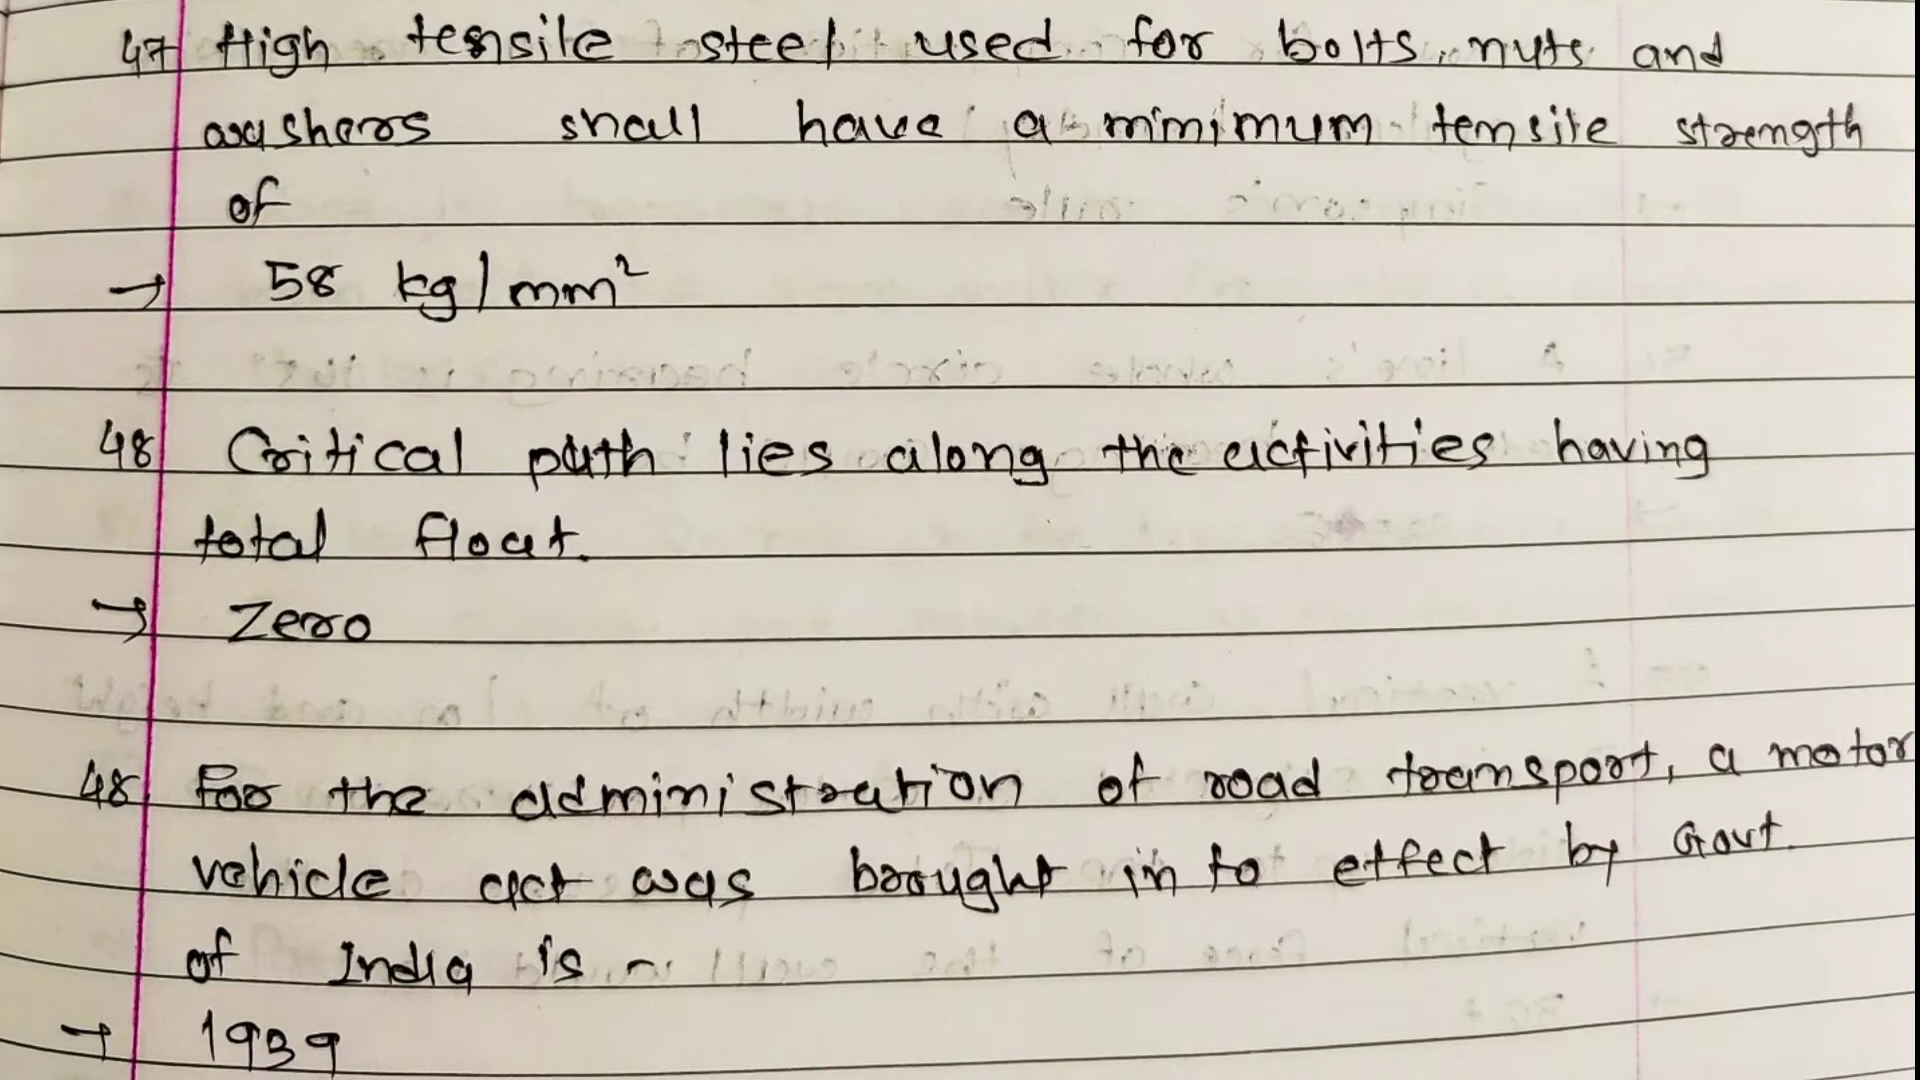 47 High tensile steel used for bolts, nuts and
washers shall have a minimum tensile strength
of
→ 58 kg/mm²
48 Critical path lies along the activities having
total float.
→ Zero
48 For the administration of road transport, a motor
vehicle act was brought in to effect by Govt.
of India is -
→ 1939